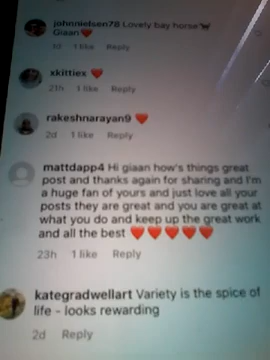 johnnielsen78 Lovely bay horse🐎
Giaan❤️
1d 1 like Reply
xkittiex ❤️
21h 1 like Reply
rakeshnarayan9 ❤️
2d 1 like Reply
mattdapp4 Hi giaan how's things great
post and thanks again for sharing and I'm
a huge fan of yours and just love all your
posts they are great and you are great at
what you do and keep up the great work
and all the best ❤️❤️❤️❤️❤️
23h 1 like Reply
kategradwellart Variety is the spice of
life - looks rewarding
2d Reply